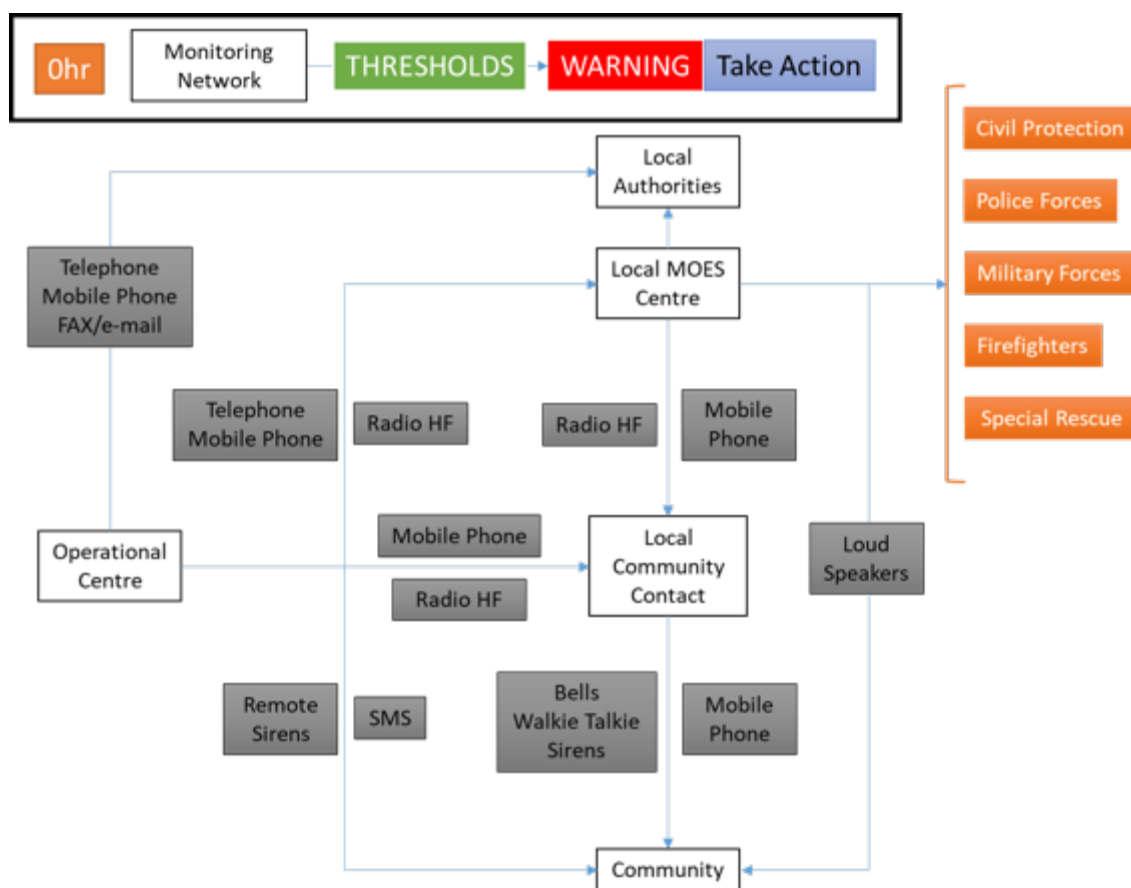 0hr
Monitoring
Network
THRESHOLDS
WARNING
Take Action
Civil Protection
Police Forces
Military Forces
Firefighters
Special Rescue
Local
Authorities
Telephone
Mobile Phone
FAX/e-mail
Local MOES
Centre
Telephone
Mobile Phone
Radio HF
Radio HF
Mobile
Phone
Operational
Centre
Mobile Phone
Radio HF
Local
Community
Contact
Loud
Speakers
Remote
Sirens
SMS
Bells
Walkie Talkie
Sirens
Mobile
Phone
Community